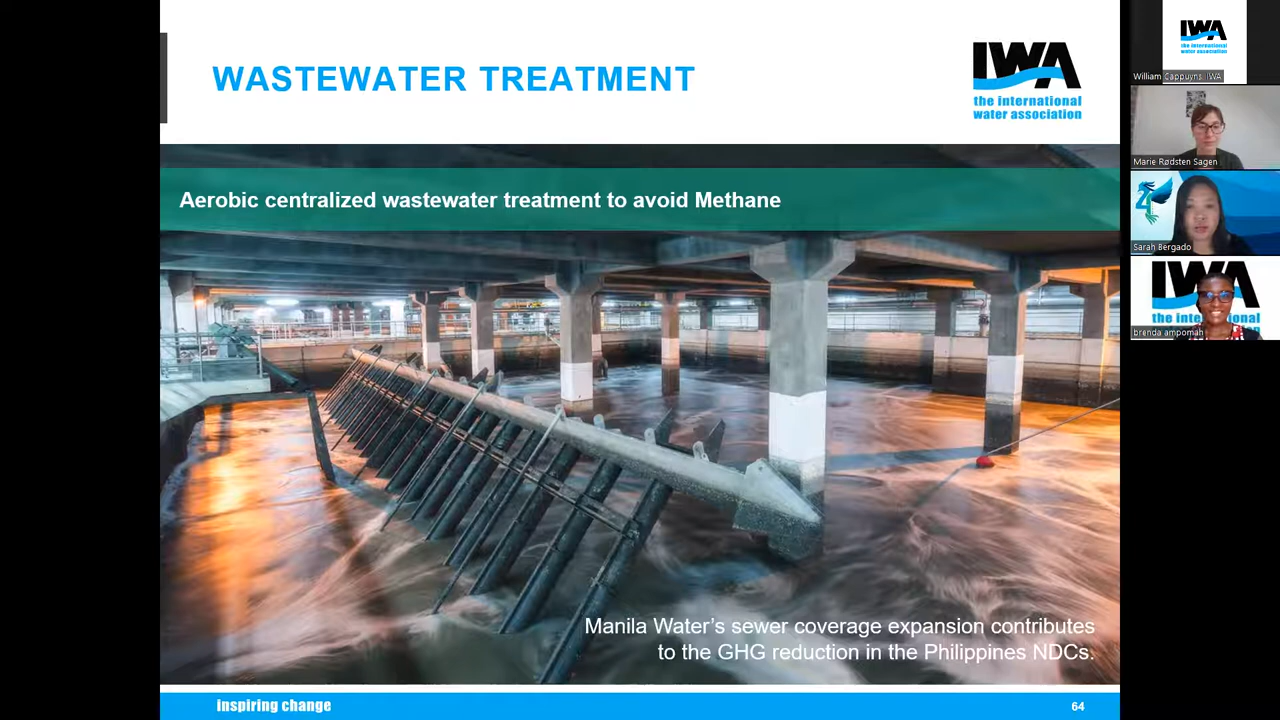 WASTEWATER TREATMENT
IWA
the international
water association
Aerobic centralized wastewater treatment to avoid Methane
Manila Water's sewer coverage expansion contributes
to the GHG reduction in the Philippines NDCs.
inspiring change
64
IWA
the international
water association
William Cappuyns, IWA
Marie Rødsten Sagen
Sarah Bergado
IWA
brenda ampomah